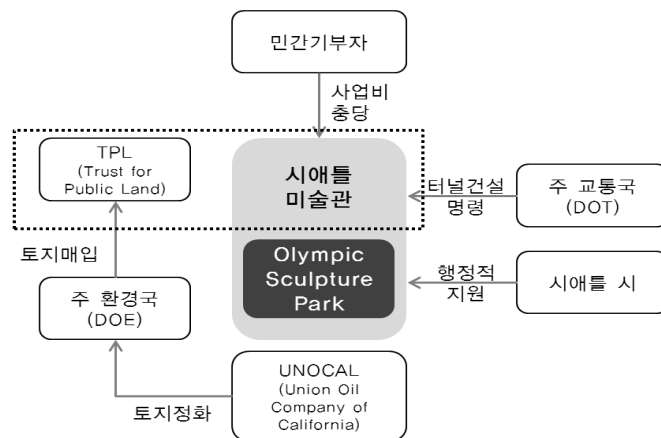 민간기부자
사업비
충당
TPL
(Trust for
Public Land)
시애틀
미술관
터널건설
명령
주 교통국
(DOT)
토지매입
Olympic
Sculpture
Park
행정적
지원
시애틀 시
주 환경국
(DOE)
UNOCAL
(Union Oil
Company of
California)
토지정화